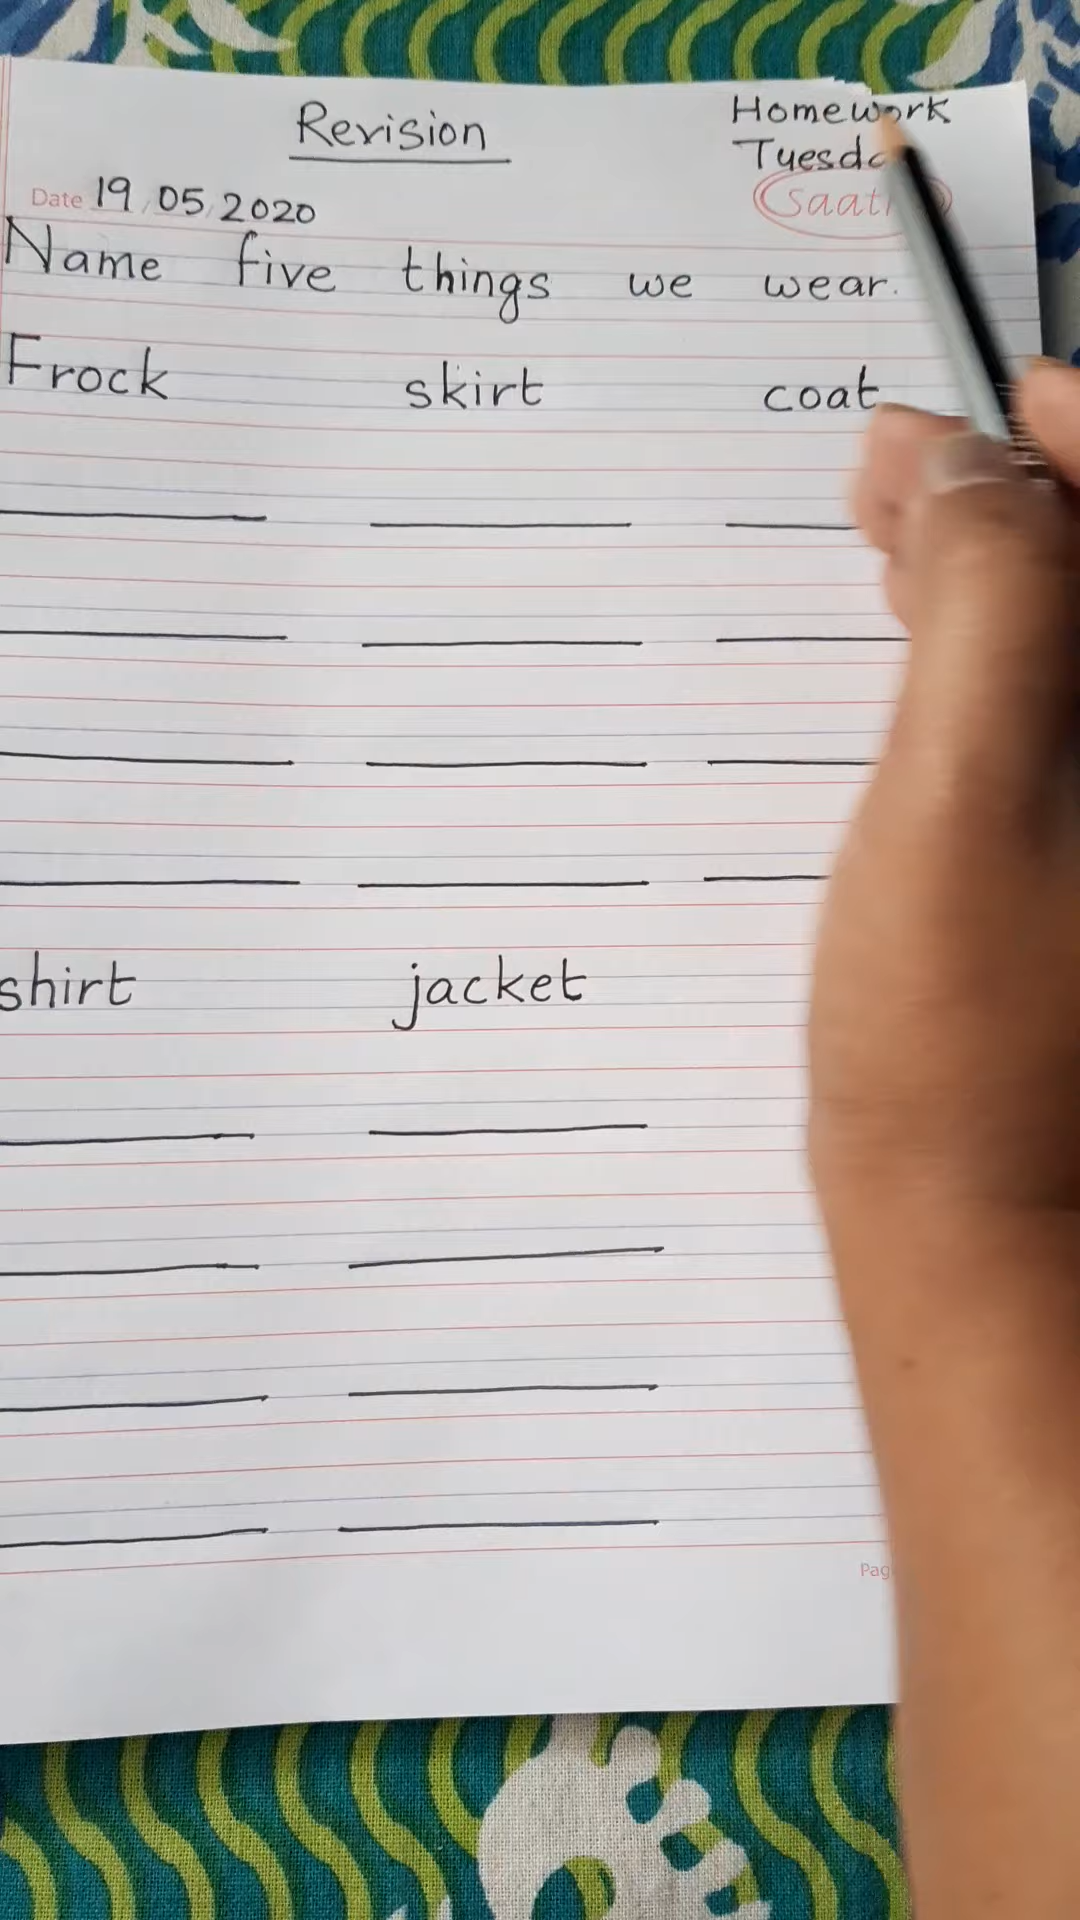 Revision
Homework
Date 19.05.2020
Name five things we wear.
Frock skirt coat
shirt jacket